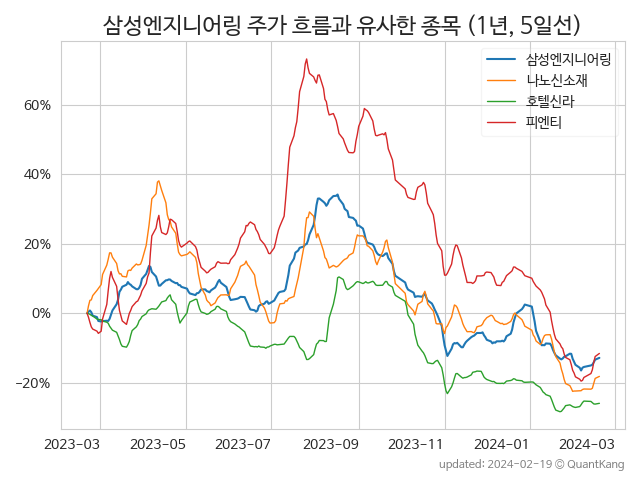 삼성엔지니어링 주가 흐름과 유사한 종목 (1년, 5일선)
삼성엔지니어링
나노신소재
호텔신라
피엔티
60%
40%
20%
0%
−20%
2023-03 2023-05 2023-07 2023-09 2023-11 2024-01 2024-03
updated: 2024-02-19 © QuantKang